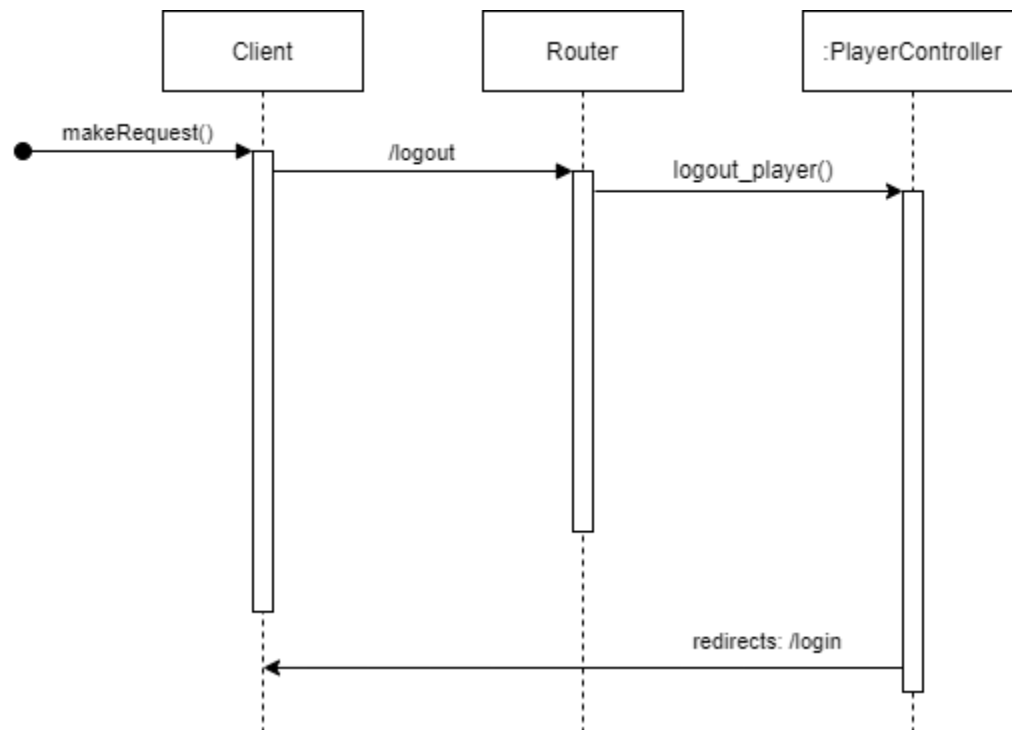 Client
Router
:PlayerController
makeRequest()
/logout
logout_player()
redirects: /login